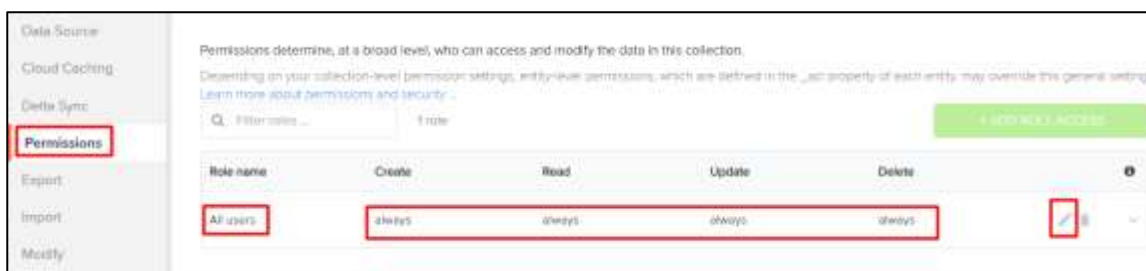 Data Source
Cloud Caching
Delta Sync
Permissions
Export
Import
Modify
Permissions determine, at a broad level, who can access and modify the data in this collection.
Depending on your collection-level permission settings, entity-level permissions, which are defined in the _acl property of each entity may override this general setting
Learn more about permissions and security ...
Filter roles ...
1 role
+ ADD ROLE ACCESS
Role name Create Read Update Delete
All users always always always always